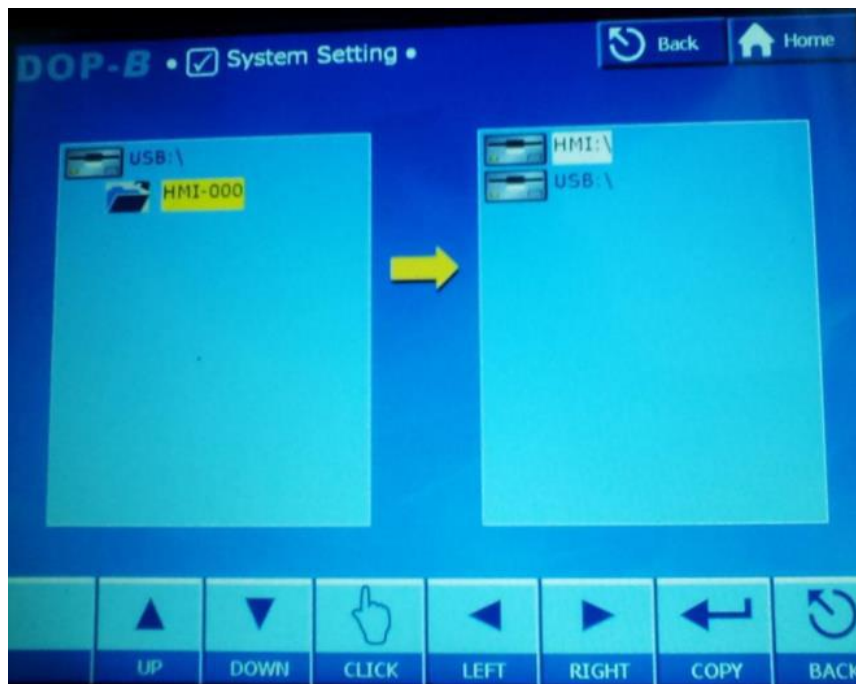 DOP-B • System Setting •
Back
Home
USB:\
HMI-000
HMI:\
USB:\
UP
DOWN
CLICK
LEFT
RIGHT
COPY
BACK